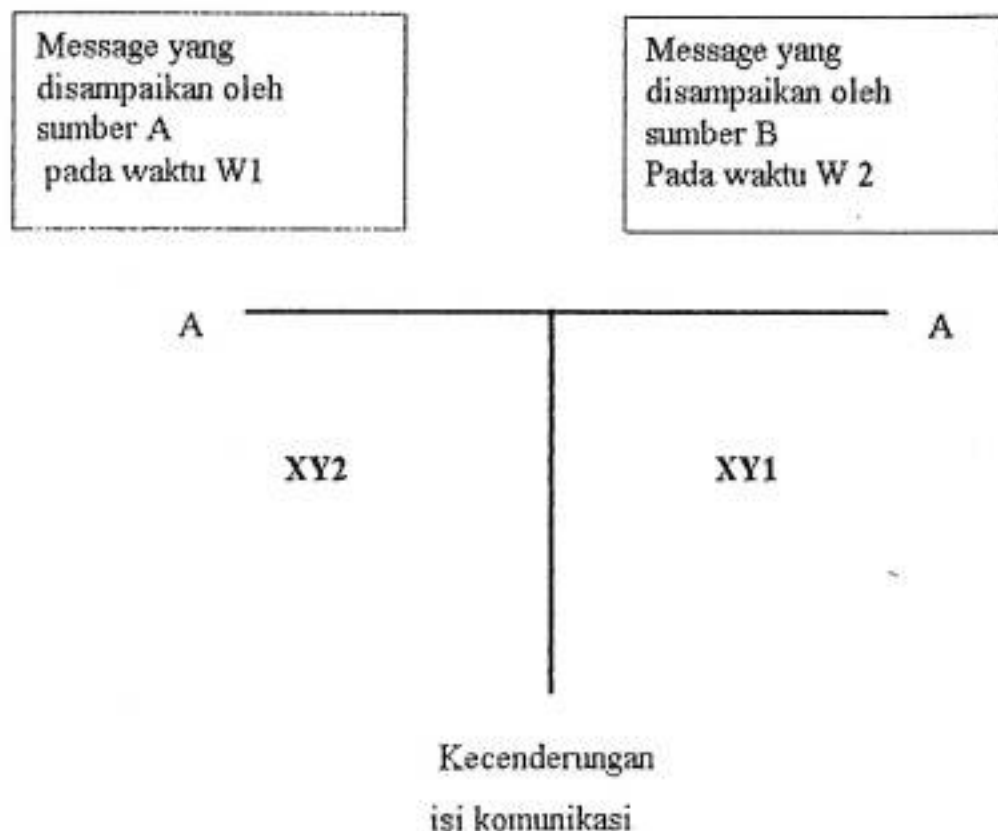 Message yang
disampaikan oleh
sumber A
pada waktu W1
Message yang
disampaikan oleh
sumber B
Pada waktu W 2
A
A
XY2
XY1
Kecenderungan
isi komunikasi